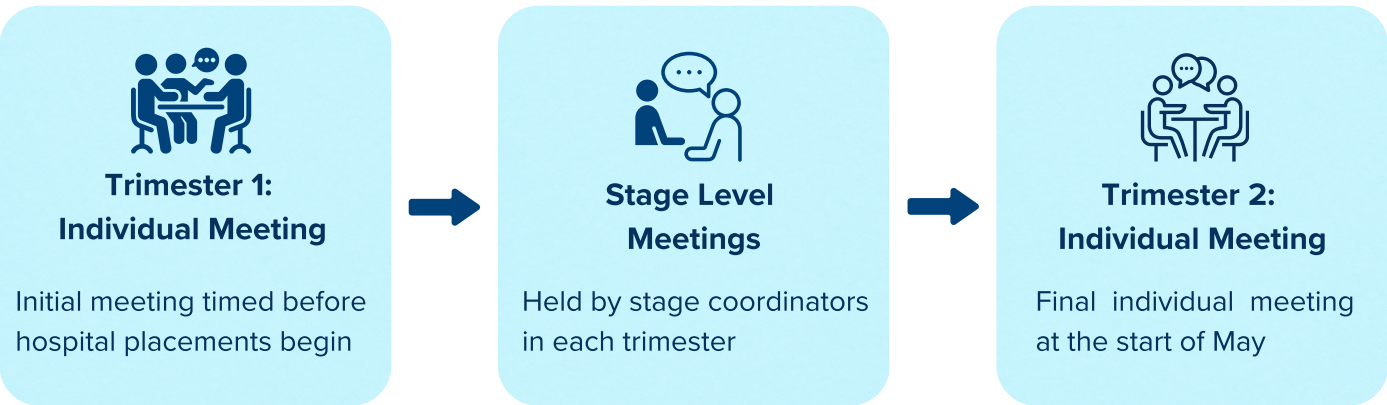 Trimester 1:
Individual Meeting
Initial meeting timed before
hospital placements begin
Stage Level
Meetings
Held by stage coordinators
in each trimester
Trimester 2:
Individual Meeting
Final individual meeting
at the start of May